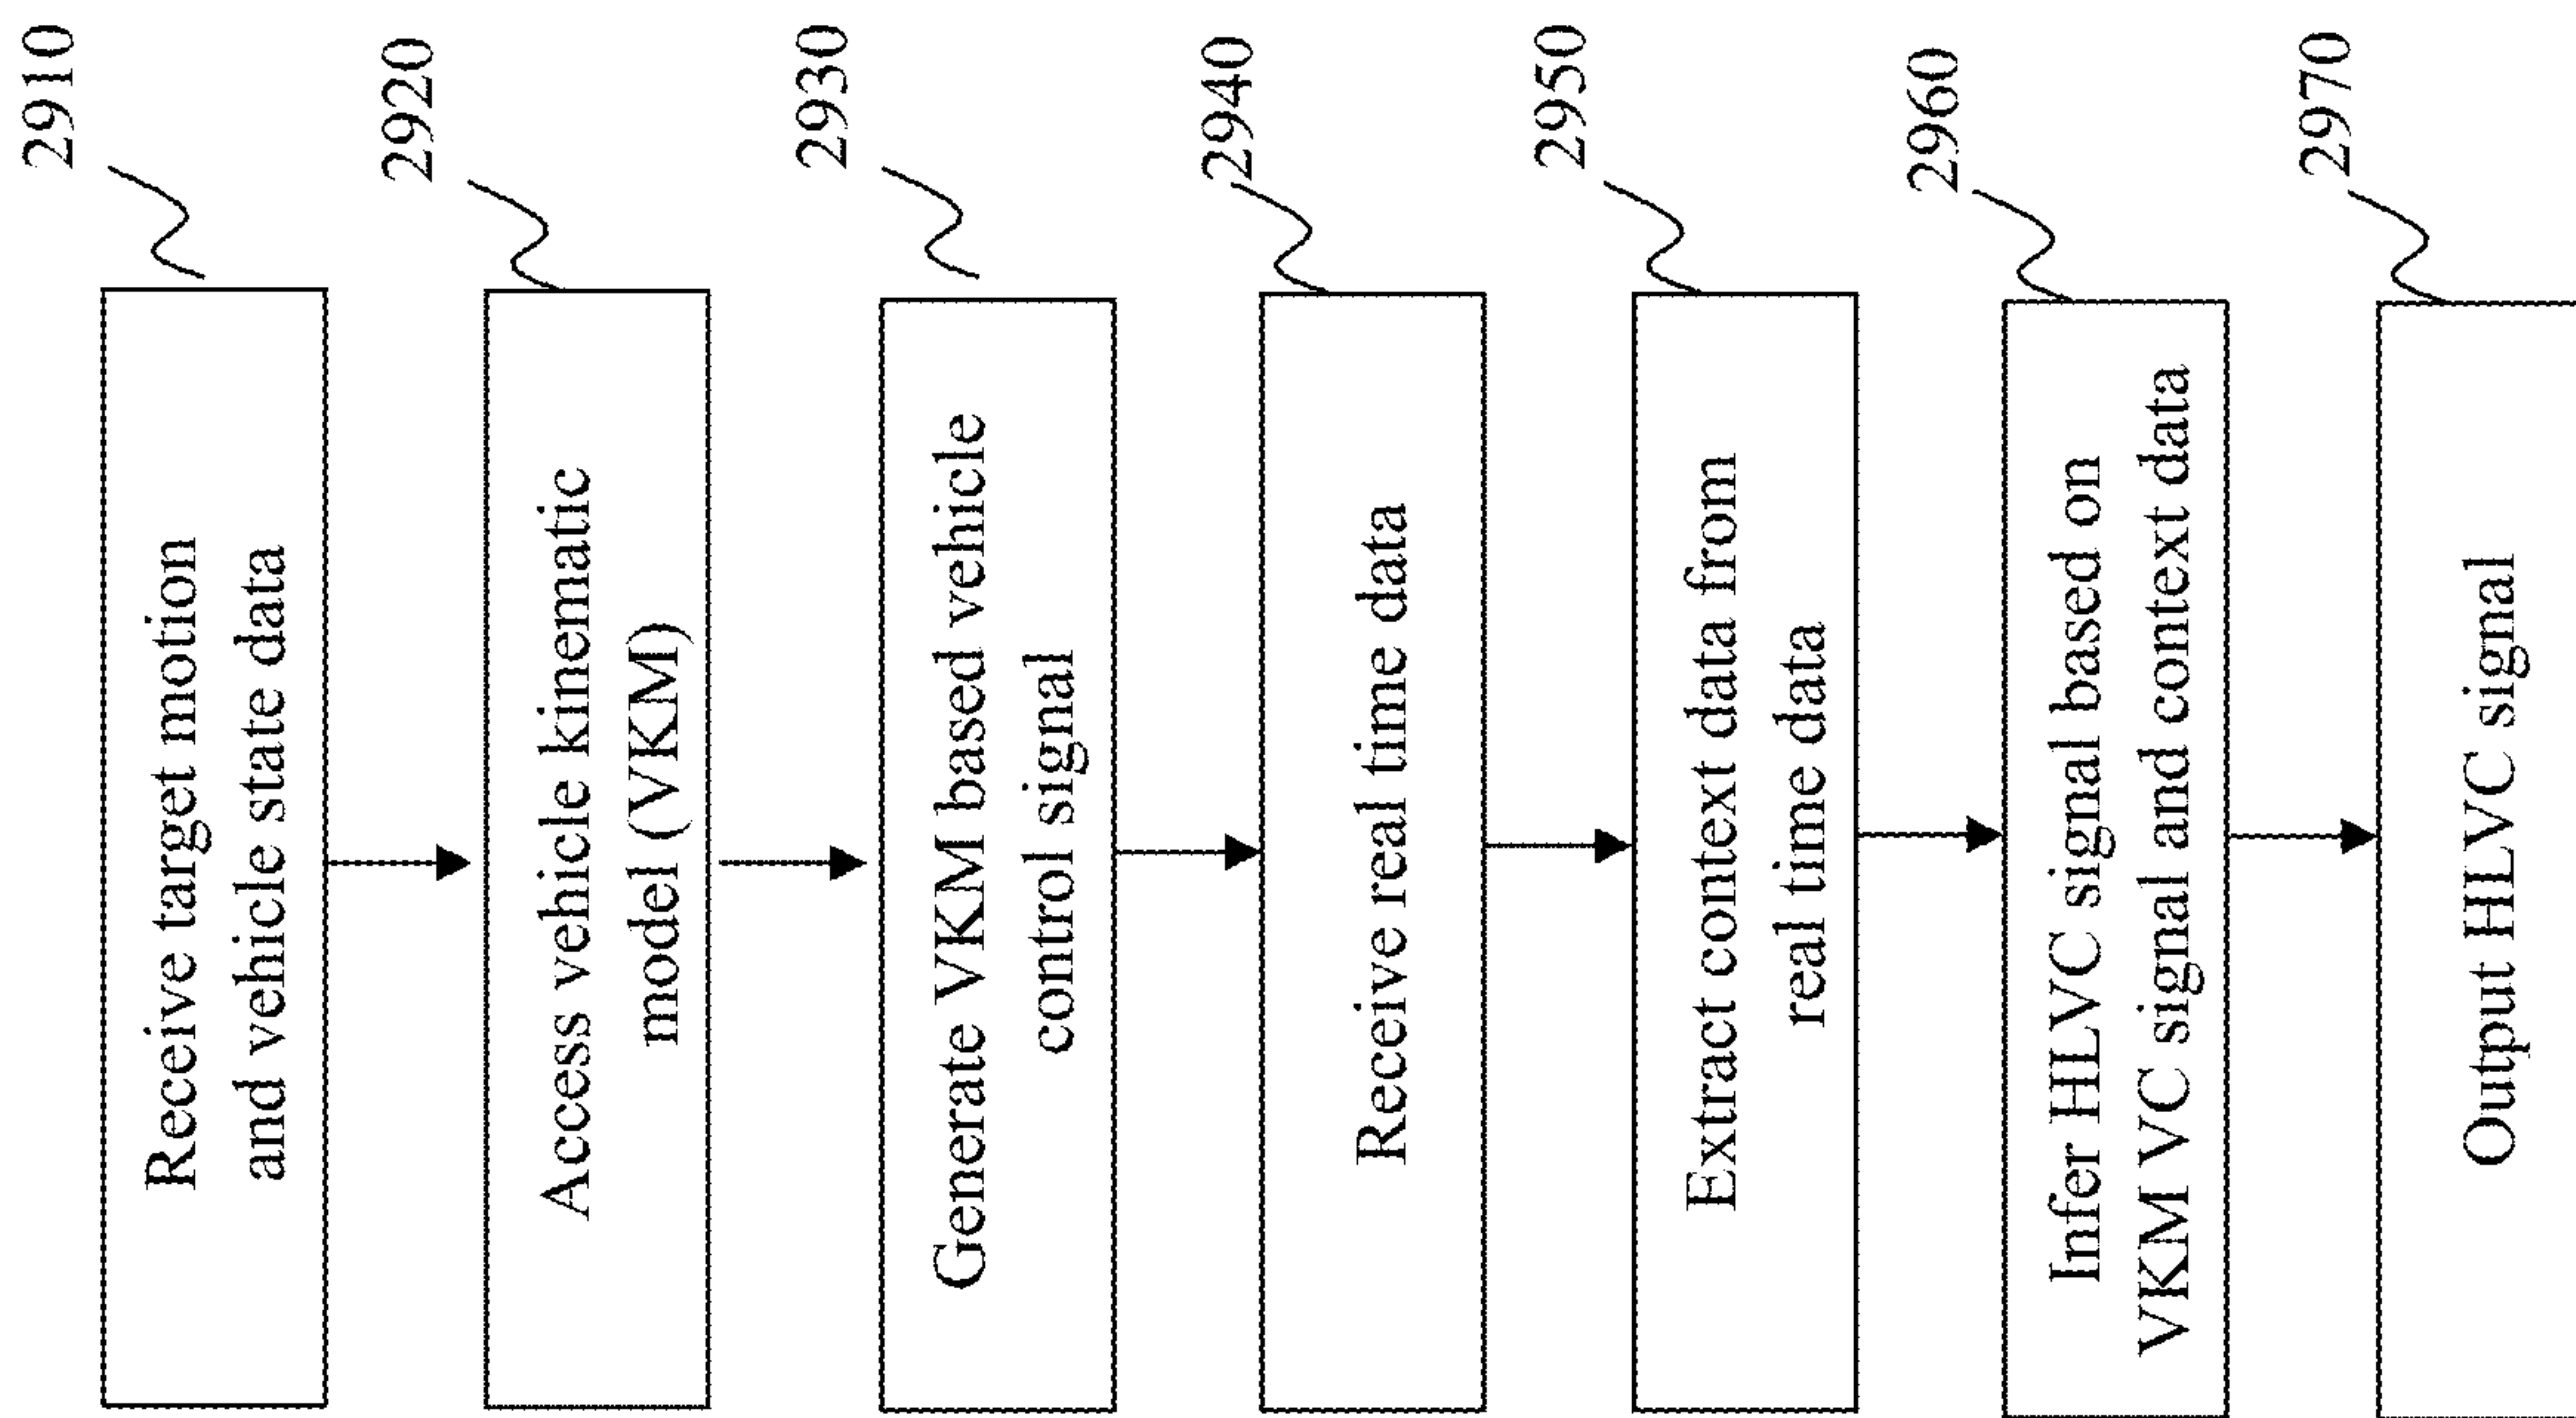 2910
Receive target motion
and vehicle state data
2920
Access vehicle kinematic
model (VKM)
2930
Generate VKM based vehicle
control signal
2940
Receive real time data
2950
Extract context data from
real time data
2960
Infer HLVC signal based on
VKM VC signal and context data
2970
Output HLVC signal